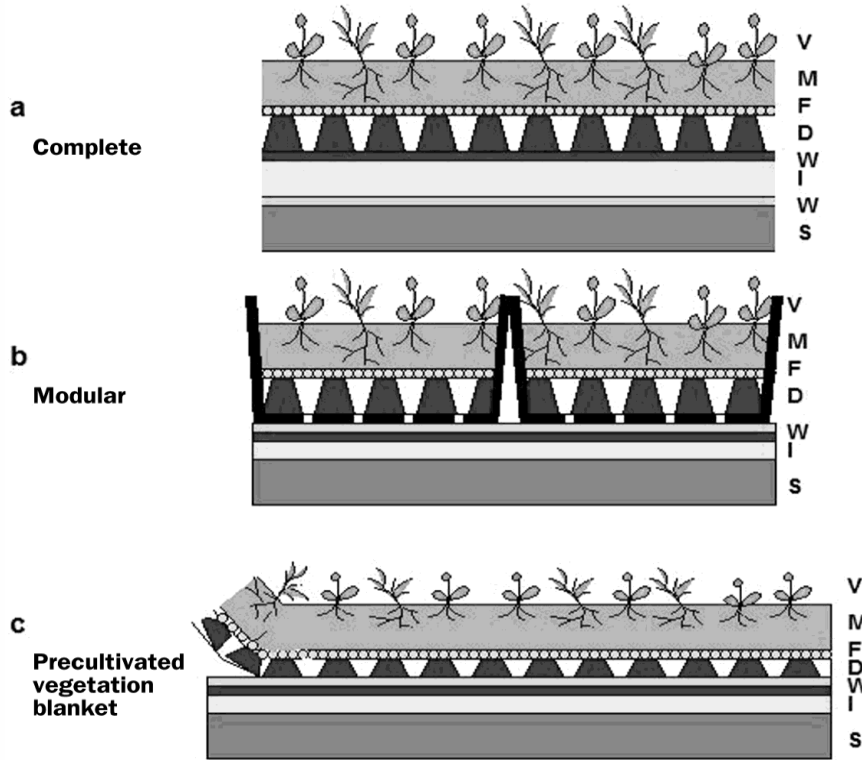 V
M
F
D
W
I
W
S
a
Complete
V
M
F
D
W
I
S
b
Modular
V
M
F
D
W
I
S
c
Precultivated
vegetation
blanket